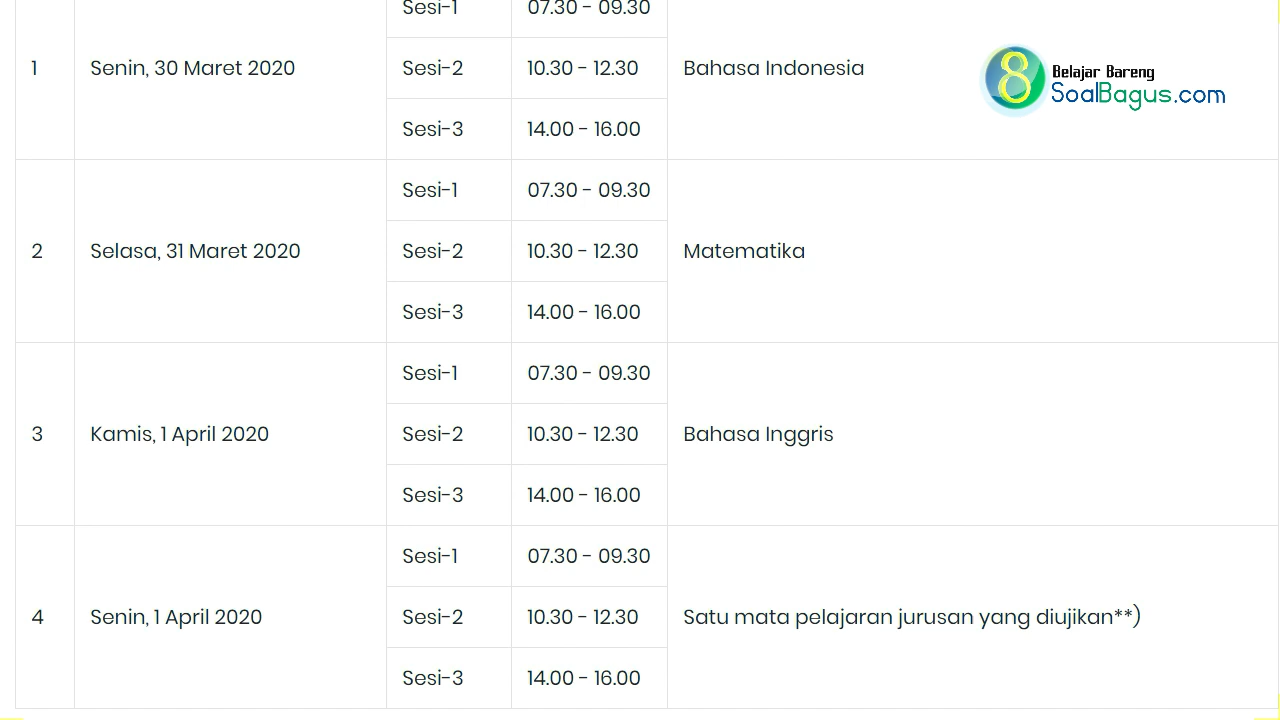 Sesi-1 07.30 - 09.30
1 Senin, 30 Maret 2020 Sesi-2 10.30 - 12.30 Bahasa Indonesia
Sesi-3 14.00 - 16.00
8 Belajar Bareng
SoalBagus.com
Sesi-1 07.30 - 09.30
2 Selasa, 31 Maret 2020 Sesi-2 10.30 - 12.30 Matematika
Sesi-3 14.00 - 16.00
Sesi-1 07.30 - 09.30
3 Kamis, 1 April 2020 Sesi-2 10.30 - 12.30 Bahasa Inggris
Sesi-3 14.00 - 16.00
Sesi-1 07.30 - 09.30
4 Senin, 1 April 2020 Sesi-2 10.30 - 12.30 Satu mata pelajaran jurusan yang diujikan**)
Sesi-3 14.00 - 16.00